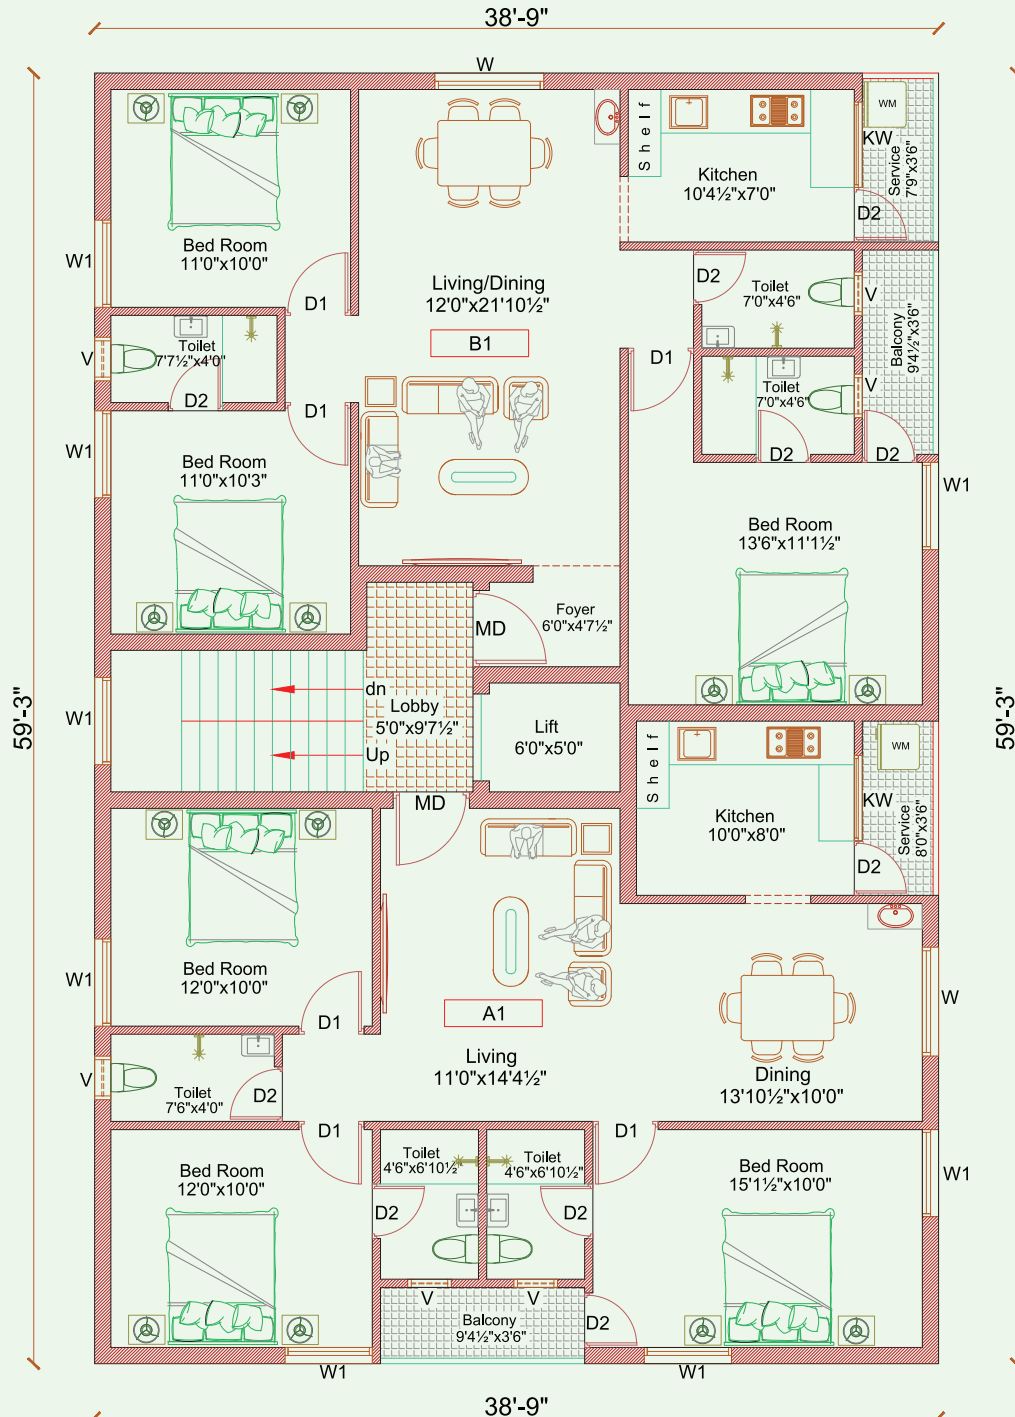 38'-9"
W
WM
KW
Shelf
Kitchen
10'4½"x7'0"
Service
7'9"x3'6"
D2
Bed Room
11'0"x10'0"
W1
D1
Living/Dining
12'0"x21'10½"
B1
D2
Toilet
7'0"x4'6"
V
Balcony
9'4½"x3'6"
Toilet
7'7½"x4'0"
V
D2
D1
D1
Toilet
7'0"x4'6"
V
D2
D2
W1
Bed Room
11'0"x10'3"
W1
Bed Room
13'6"x11'1½"
Foyer
6'0"x4'7½"
MD
59'-3"
59'-3"
W1
dn
Lobby
5'0"x9'7½"
Up
Lift
6'0"x5'0"
Shelf
WM
KW
Kitchen
10'0"x8'0"
Service
8'0"x3'6"
D2
MD
Bed Room
12'0"x10'0"
W1
D1
A1
W
Living
11'0"x14'4½"
Dining
13'10½"x10'0"
V
Toilet
7'6"x4'0"
D2
D1
D1
Bed Room
12'0"x10'0"
Toilet
4'6"x6'10½"
Toilet
4'6"x6'10½"
Bed Room
15'1½"x10'0"
W1
D2
D2
V
V
Balcony
9'4½"x3'6"
D2
W1
W1
38'-9"